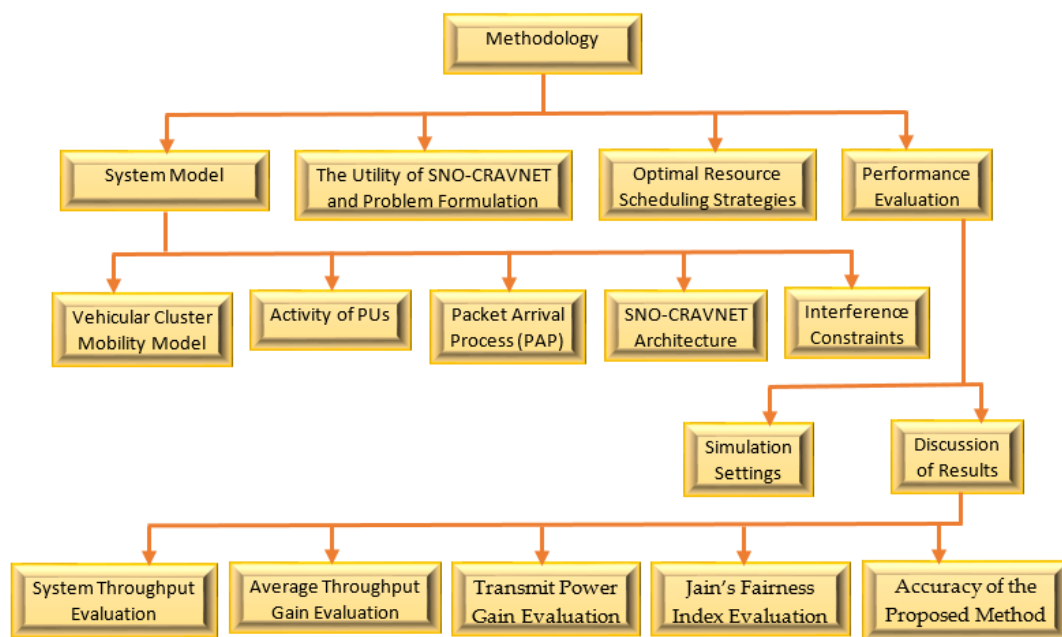 Methodology
System Model
The Utility of SNO-CRAVNET
and Problem Formulation
Optimal Resource
Scheduling Strategies
Performance
Evaluation
Vehicular Cluster
Mobility Model
Activity of PUs
Packet Arrival
Process (PAP)
SNO-CRAVNET
Architecture
Interference
Constraints
Simulation
Settings
Discussion
of Results
System Throughput
Evaluation
Average Throughput
Gain Evaluation
Transmit Power
Gain Evaluation
Jain’s Fairness
Index Evaluation
Accuracy of the
Proposed Method